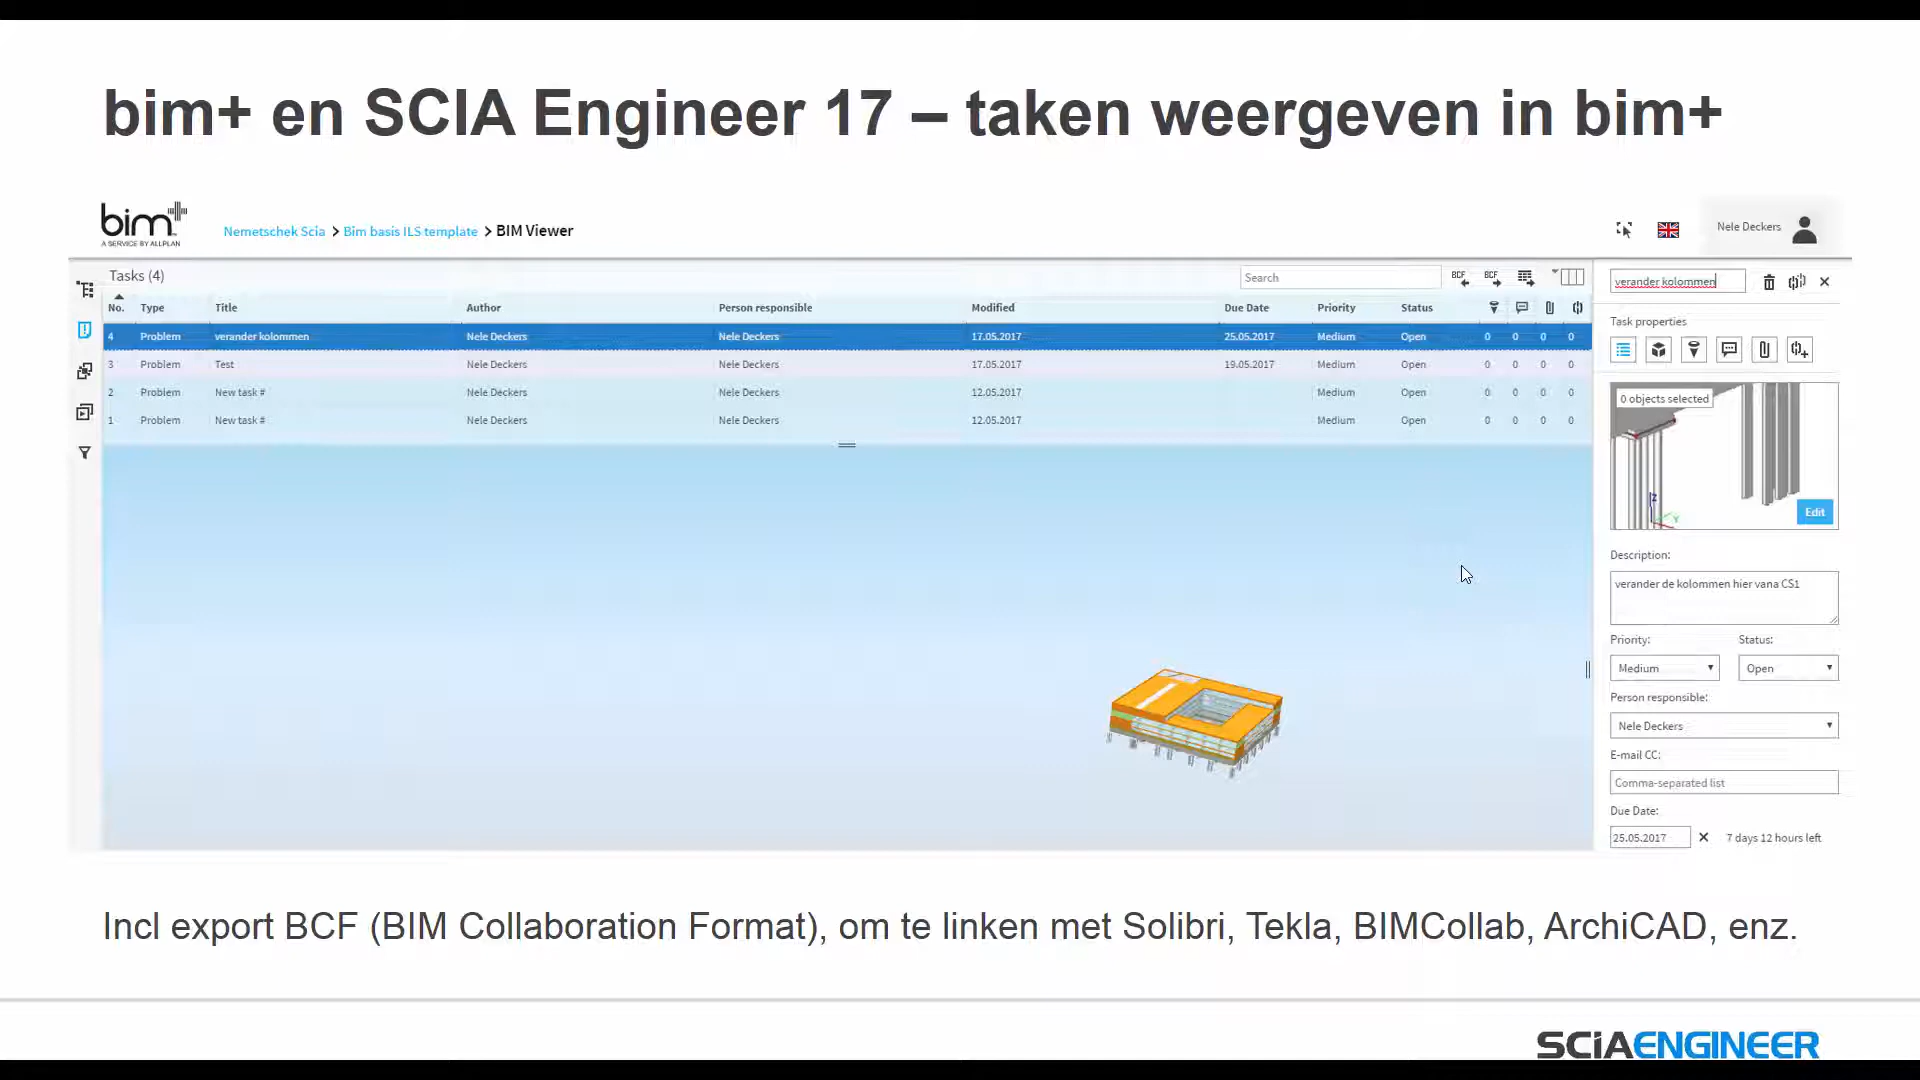 bim+ en SCIA Engineer 17 – taken weergeven in bim+
bim+
A SERVICE BY ALLPLAN
Nemetschek Scia > Bim basis ILS template > BIM Viewer
Nele Deckers
Tasks (4)
Search
BCF
BCF
verander kolommen
No. Type Title Author Person responsible Modified Due Date Priority Status
4 Problem verander kolommen Nele Deckers Nele Deckers 17.05.2017 25.05.2017 Medium Open 0 0 0 0
3 Problem Test Nele Deckers Nele Deckers 17.05.2017 19.05.2017 Medium Open 0 0 0 0
2 Problem New task # Nele Deckers Nele Deckers 12.05.2017 Medium Open 0 0 0 0
1 Problem New task # Nele Deckers Nele Deckers 12.05.2017 Medium Open 0 0 0 0
Task properties
0 objects selected
Z
Y
Edit
Description:
verander de kolommen hier vana CS1
Priority: Status:
Medium Open
Person responsible:
Nele Deckers
E-mail CC:
Comma-separated list
Due Date:
25.05.2017 7 days 12 hours left
Incl export BCF (BIM Collaboration Format), om te linken met Solibri, Tekla, BIMCollab, ArchiCAD, enz.
SCiAENGINEER